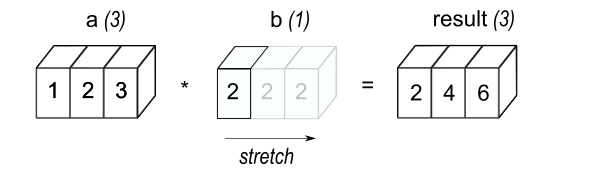 a (3) b (1) result (3)
1 2 3 * 2 2 2 = 2 4 6
stretch